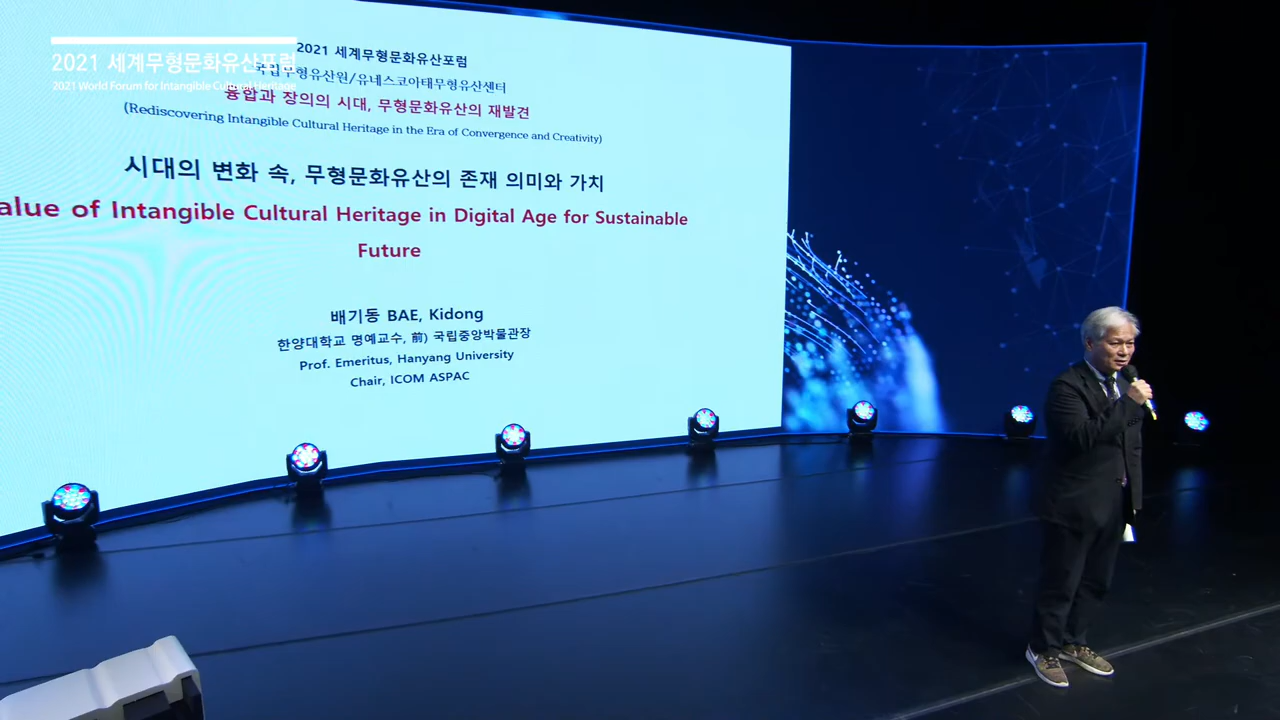 2021 세계무형문화유산포럼
2021 World Forum for Intangible Cultural Heritage
2021 세계무형문화유산포럼
국립무형유산원/유네스코아태무형유산센터
융합과 창의의 시대, 무형문화유산의 재발견
(Rediscovering Intangible Cultural Heritage in the Era of Convergence and Creativity)
시대의 변화 속, 무형문화유산의 존재 의미와 가치
alue of Intangible Cultural Heritage in Digital Age for Sustainable
Future
배기동 BAE, Kidong
한양대학교 명예교수, 前) 국립중앙박물관장
Prof. Emeritus, Hanyang University
Chair, ICOM ASPAC